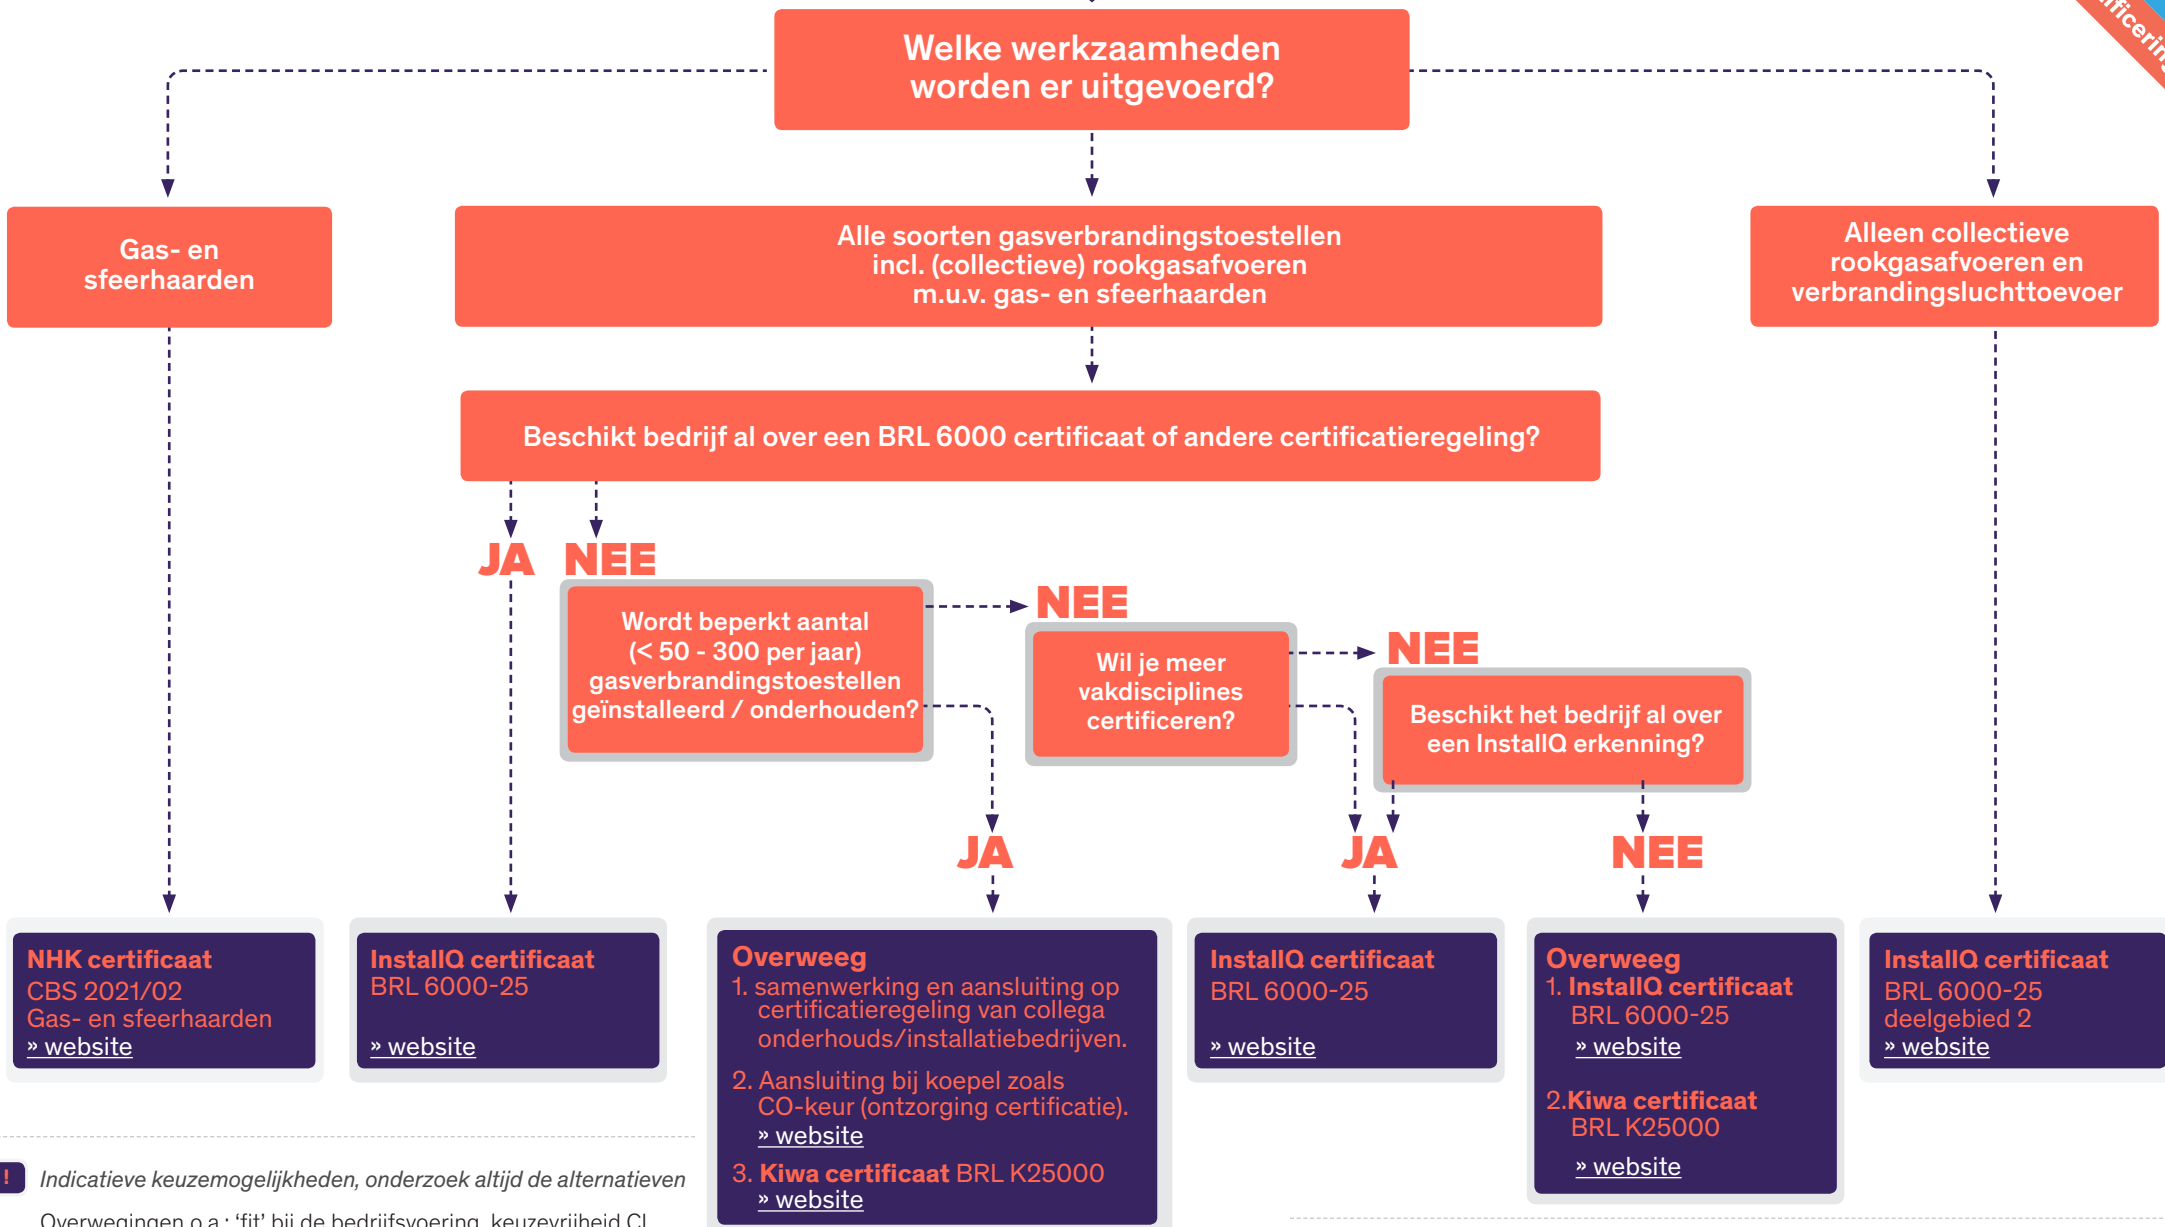 Welke werkzaamheden
worden er uitgevoerd?
Gas- en
sfeerhaarden
Alle soorten gasverbrandingstoestellen
incl. (collectieve) rookgasafvoeren
m.u.v. gas- en sfeerhaarden
Alleen collectieve
rookgasafvoeren en
verbrandingsluchttoevoer
Beschikt bedrijf al over een BRL 6000 certificaat of andere certificatieregeling?
JA NEE
Wordt beperkt aantal
(< 50 - 300 per jaar)
gasverbrandingstoestellen
geïnstalleerd / onderhouden?
NEE
Wil je meer
vakdisciplines
certificeren?
NEE
Beschikt het bedrijf al over
een InstallQ erkenning?
JA
JA
NEE
NHK certificaat
CBS 2021/02
Gas- en sfeerhaarden
» website
InstallQ certificaat
BRL 6000-25
» website
Overweeg
1. samenwerking en aansluiting op
certificatieregeling van collega
onderhouds/installatiebedrijven.
2. Aansluiting bij koepel zoals
CO-keur (ontzorging certificatie).
» website
3. Kiwa certificaat BRL K25000
» website
InstallQ certificaat
BRL 6000-25
» website
Overweeg
1. InstallQ certificaat
BRL 6000-25
» website
2.Kiwa certificaat
BRL K25000
» website
InstallQ certificaat
BRL 6000-25
deelgebied 2
» website
! Indicatieve keuzemogelijkheden, onderzoek altijd de alternatieven
Overwegingen o.a.: ‘fit’ bij de bedrijfsvoering, keuzevrijheid CI